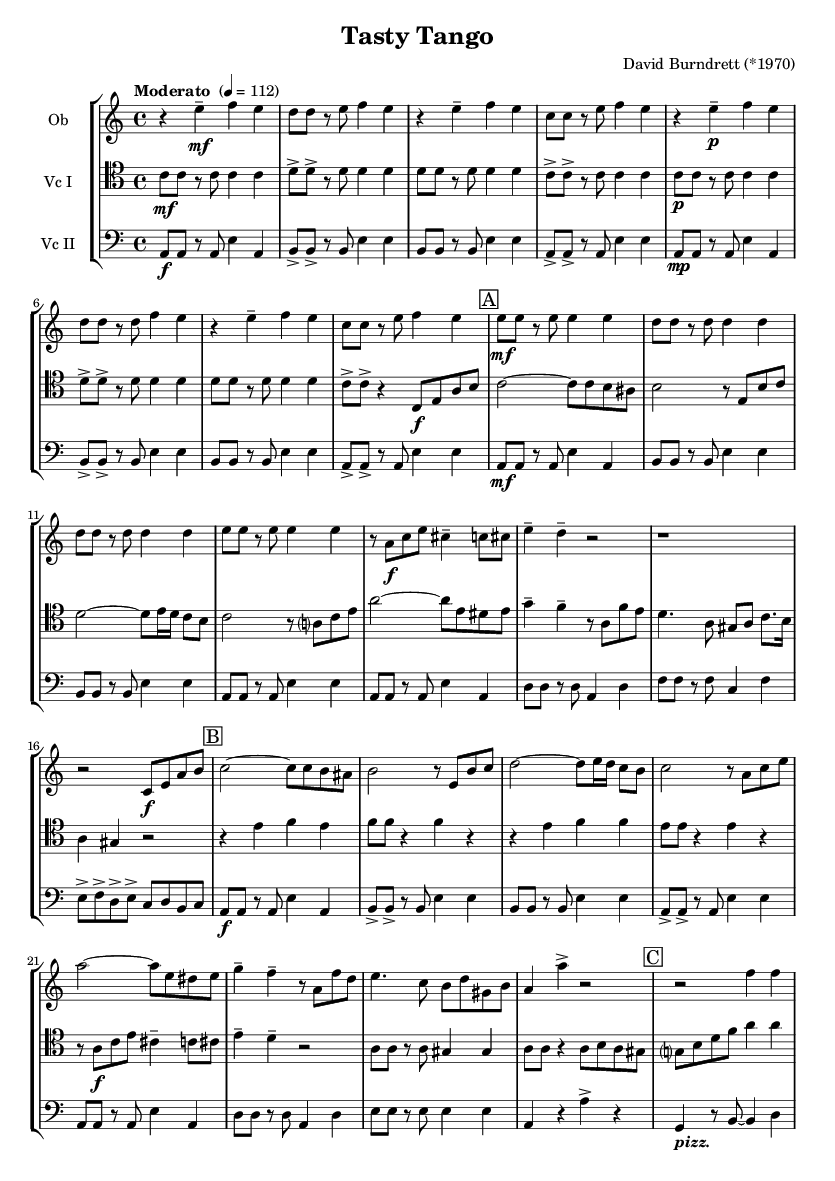 Tasty Tango
David Burndrett (*1970)
Moderato (♩ = 112)
Ob
mf
p
Vc I
mf
p
Vc II
f
mp
6
A
mf
f
mf
11
f
16
B
f
f
21
C
f
pizz.